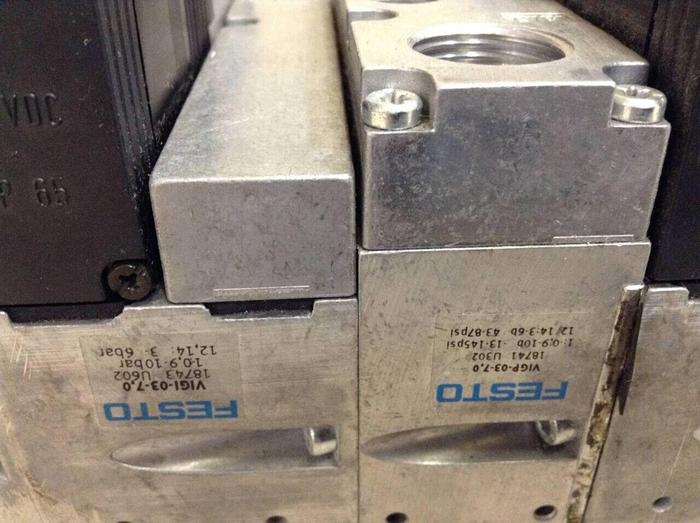 VDC
P 65
FESTO
VIGI-03-7,0
18743 U602
1:0,9-10bar
12,14: 3- 6bar
FESTO
VIGP-03-7,0
18741 U302
1:0,9-10b -13-145psi
12/14:3-6b 43-87psi